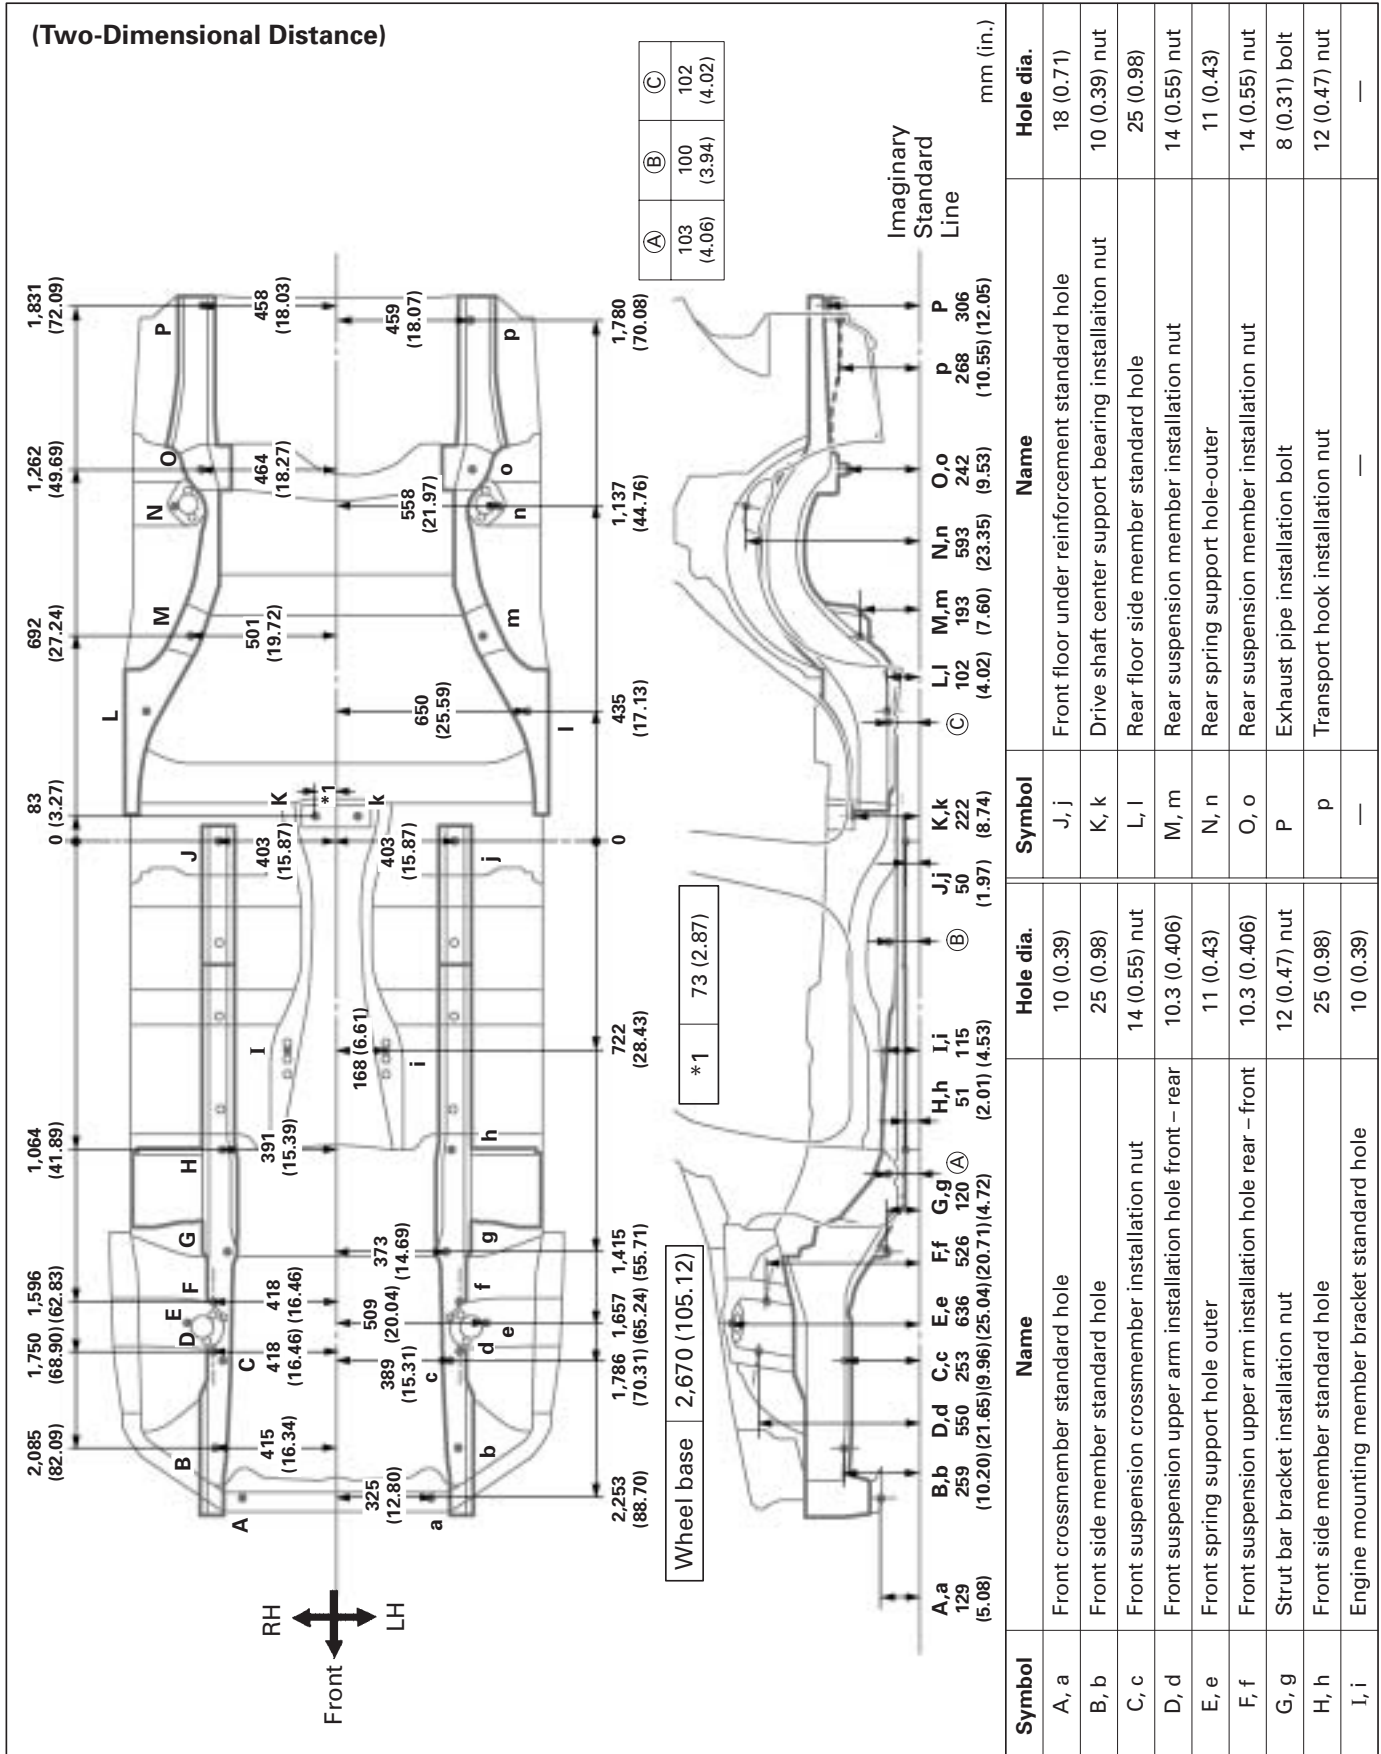 (Two-Dimensional Distance)
2,085
(82.09)
1,750
(68.90)
1,596
(62.83)
1,064
(41.89)
0
83
(3.27)
692
(27.24)
1,262
(49.69)
1,831
(72.09)
RH
LH
Front
A
B
C
D
E
F
G
H
I
J
K
L
M
N
O
P
415
(16.34)
418
(16.46)
418
(16.46)
391
(15.39)
403
(15.87)
*1
501
(19.72)
464
(18.27)
458
(18.03)
325
(12.80)
389
(15.31)
509
(20.04)
373
(14.69)
168 (6.61)
403
(15.87)
650
(25.59)
558
(21.97)
459
(18.07)
a
b
c
d
e
f
g
h
i
j
k
l
m
n
o
p
2,253
(88.70)
1,786
(70.31)
1,657
(65.24)
1,415
(55.71)
722
(28.43)
0
435
(17.13)
1,137
(44.76)
1,780
(70.08)
Ⓐ Ⓑ Ⓒ
103 100 102
(4.06) (3.94) (4.02)
Wheel base 2,670 (105.12)
*1 73 (2.87)
Imaginary
Standard
Line
A,a
129
(5.08)
B,b
259
(10.20)
D,d
550
(21.65)
C,c
253
(9.96)
E,e
636
(25.04)
F,f
526
(20.71)
G,g
120
(4.72)
Ⓐ
H,h
51
(2.01)
I,i
115
(4.53)
Ⓑ
J,j
50
(1.97)
K,k
222
(8.74)
Ⓒ
L,l
102
(4.02)
M,m
193
(7.60)
N,n
593
(23.35)
O,o
242
(9.53)
p
268
(10.55)
P
306
(12.05)
mm (in.)
Symbol Name Hole dia. Symbol Name Hole dia.
A, a Front crossmember standard hole 10 (0.39) J, j Front floor under reinforcement standard hole 18 (0.71)
B, b Front side member standard hole 25 (0.98) K, k Drive shaft center support bearing installaiton nut 10 (0.39) nut
C, c Front suspension crossmember installation nut 14 (0.55) nut L, l Rear floor side member standard hole 25 (0.98)
D, d Front suspension upper arm installation hole front – rear 10.3 (0.406) M, m Rear suspension member installation nut 14 (0.55) nut
E, e Front spring support hole outer 11 (0.43) N, n Rear spring support hole-outer 11 (0.43)
F, f Front suspension upper arm installation hole rear – front 10.3 (0.406) O, o Rear suspension member installation nut 14 (0.55) nut
G, g Strut bar bracket installation nut 12 (0.47) nut P Exhaust pipe installation bolt 8 (0.31) bolt
H, h Front side member standard hole 25 (0.98) p Transport hook installation nut 12 (0.47) nut
I, i Engine mounting member bracket standard hole 10 (0.39) — — —